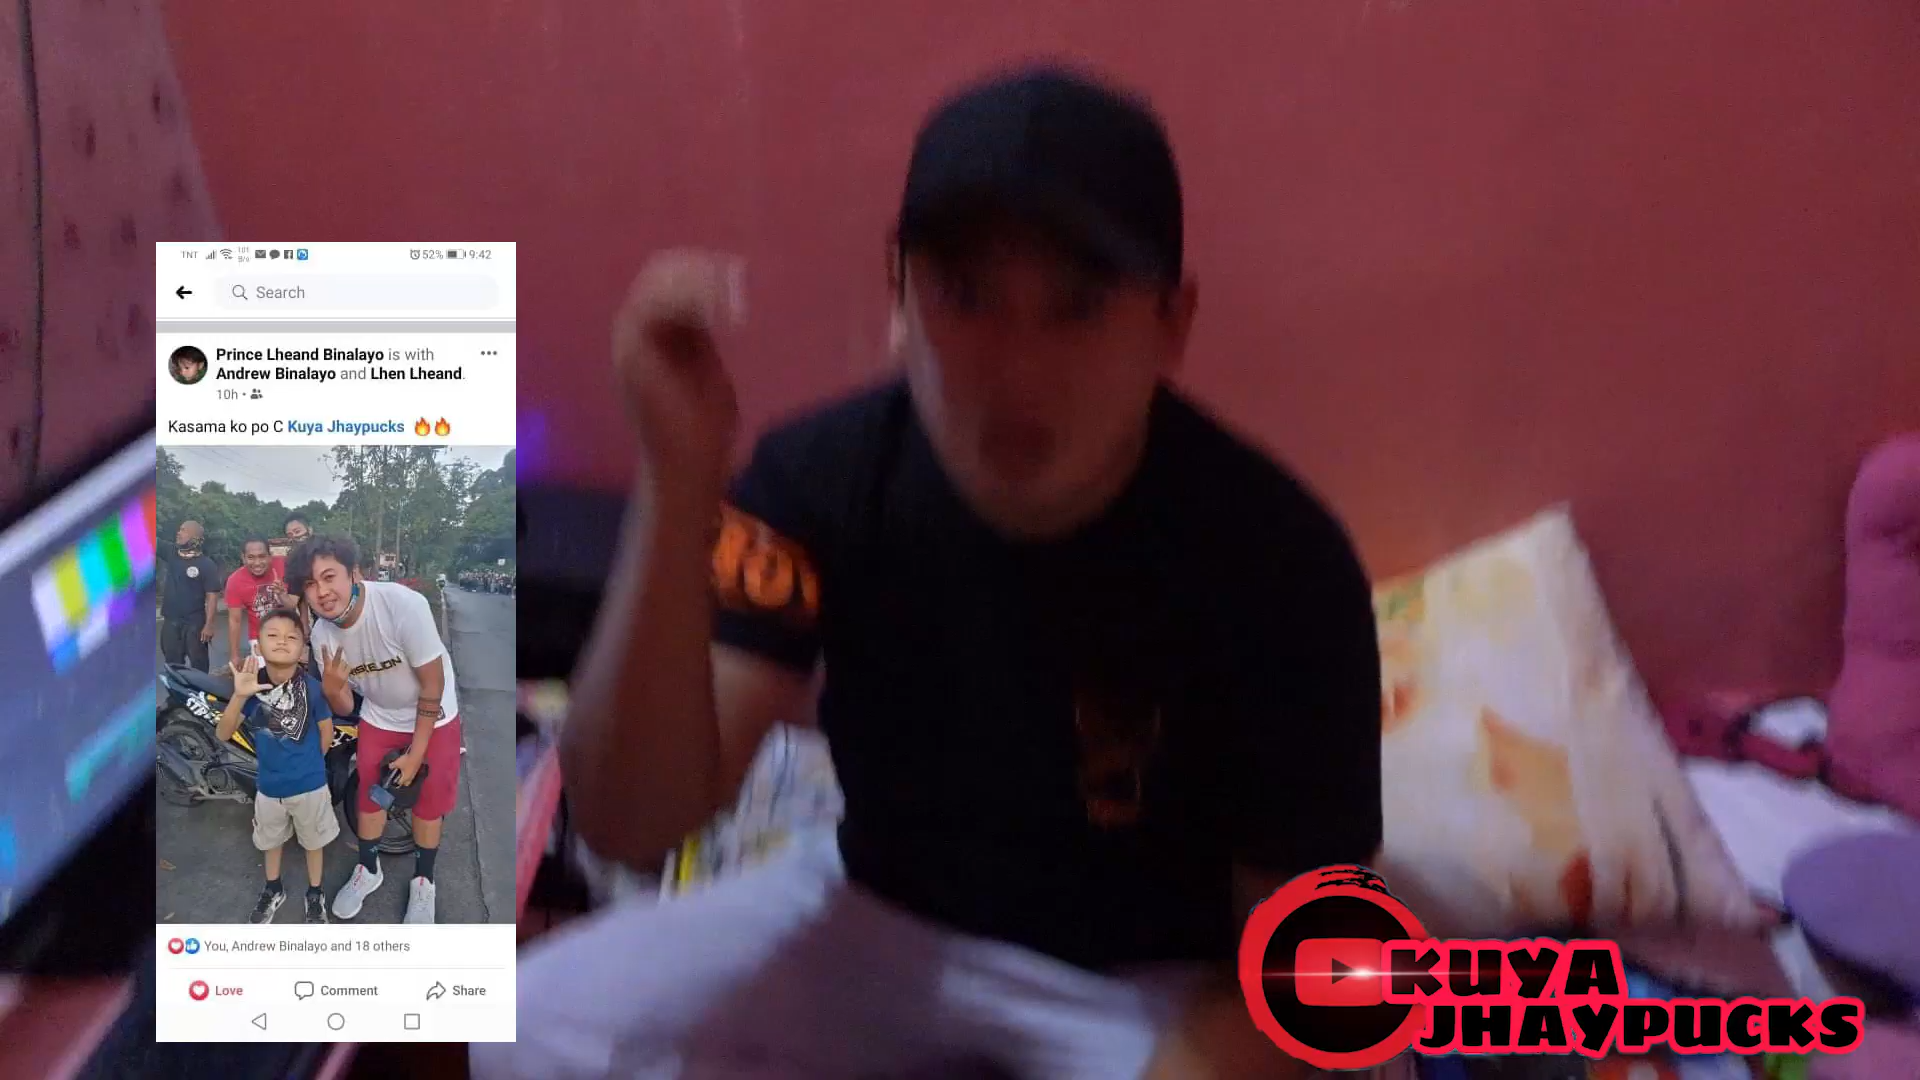 TNT
101
B/s
52%
9:42
Search
Prince Lheand Binalayo is with
Andrew Binalayo and Lhen Lheand.
10h
Kasama ko po C Kuya Jhaypucks 🔥🔥
You, Andrew Binalayo and 18 others
Love
Comment
Share
KUYA
JHAYPUCKS